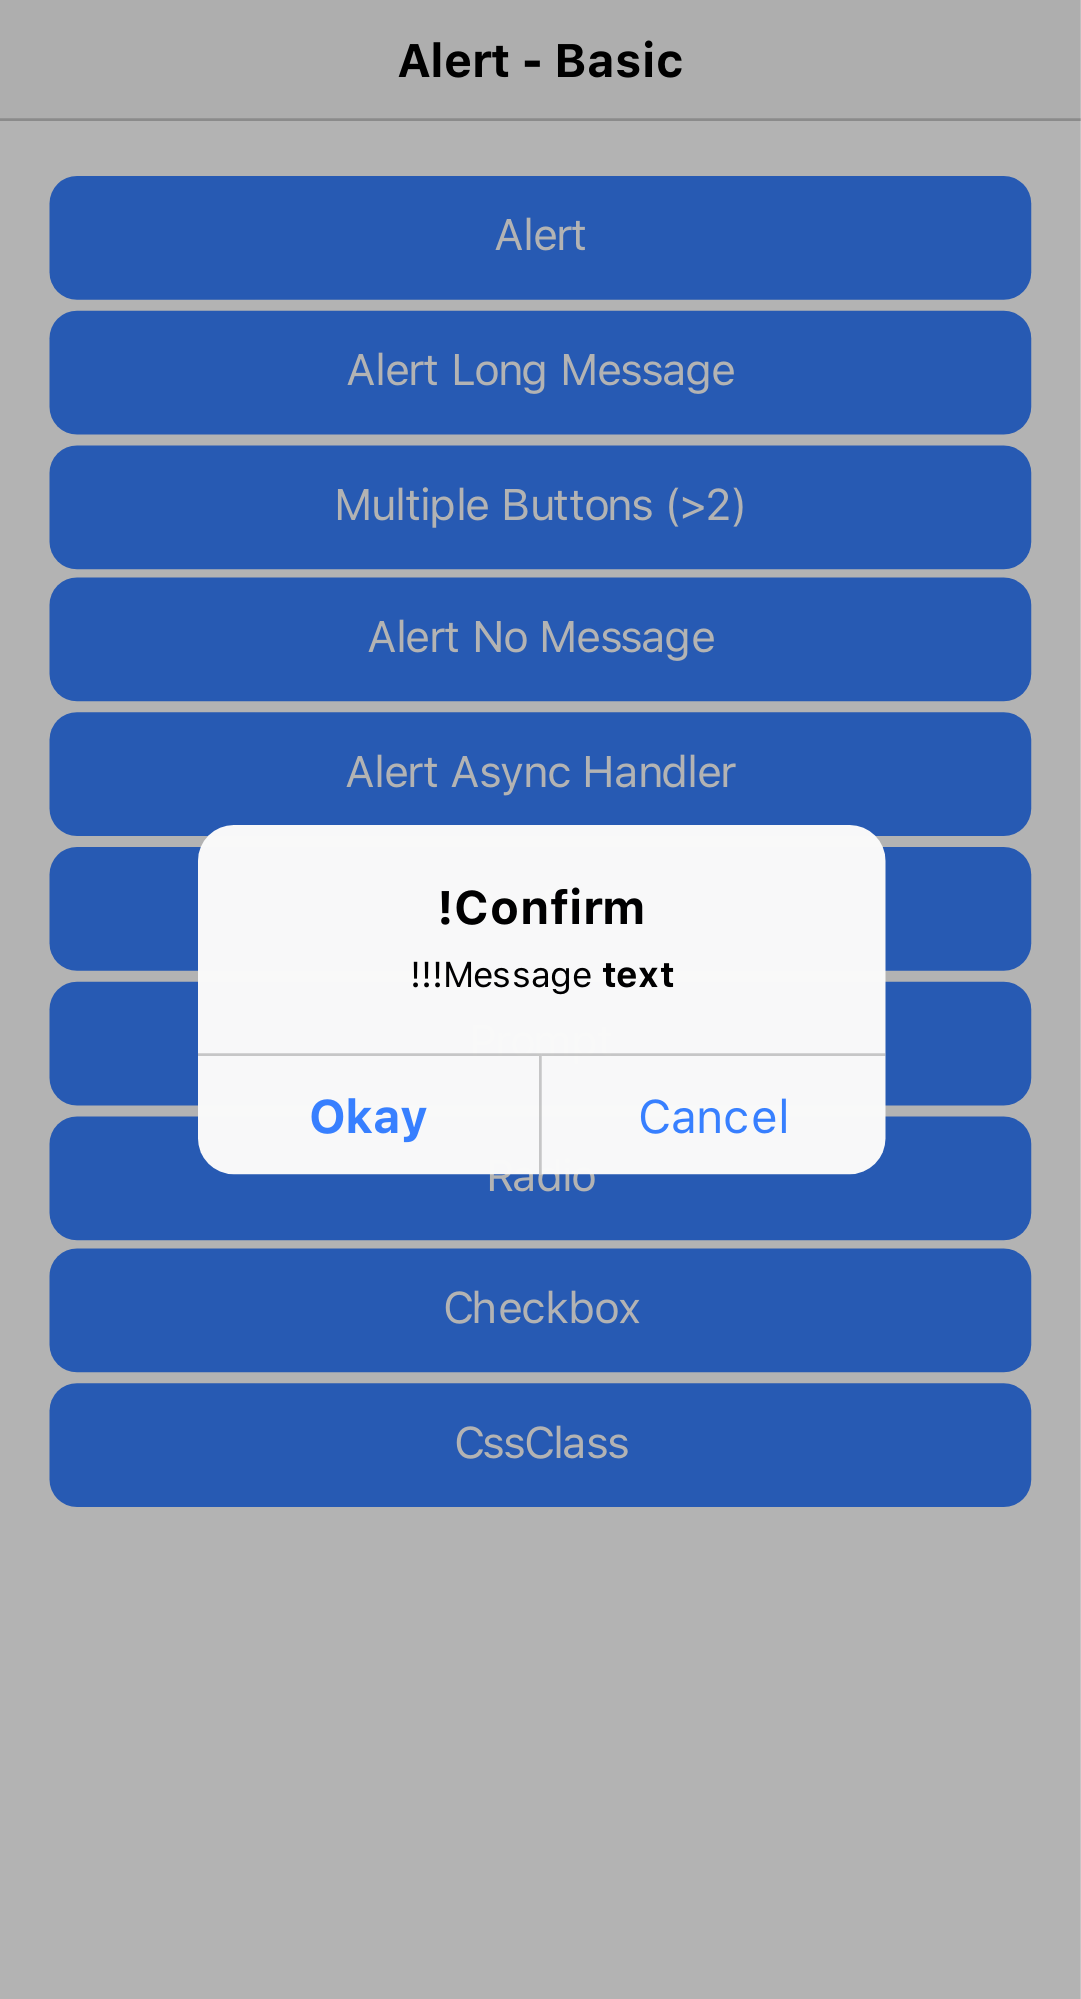 Alert - Basic
Alert
Alert Long Message
Multiple Buttons (>2)
Alert No Message
Alert Async Handler
!Confirm
!!!Message text
Okay
Cancel
Radio
Checkbox
CssClass